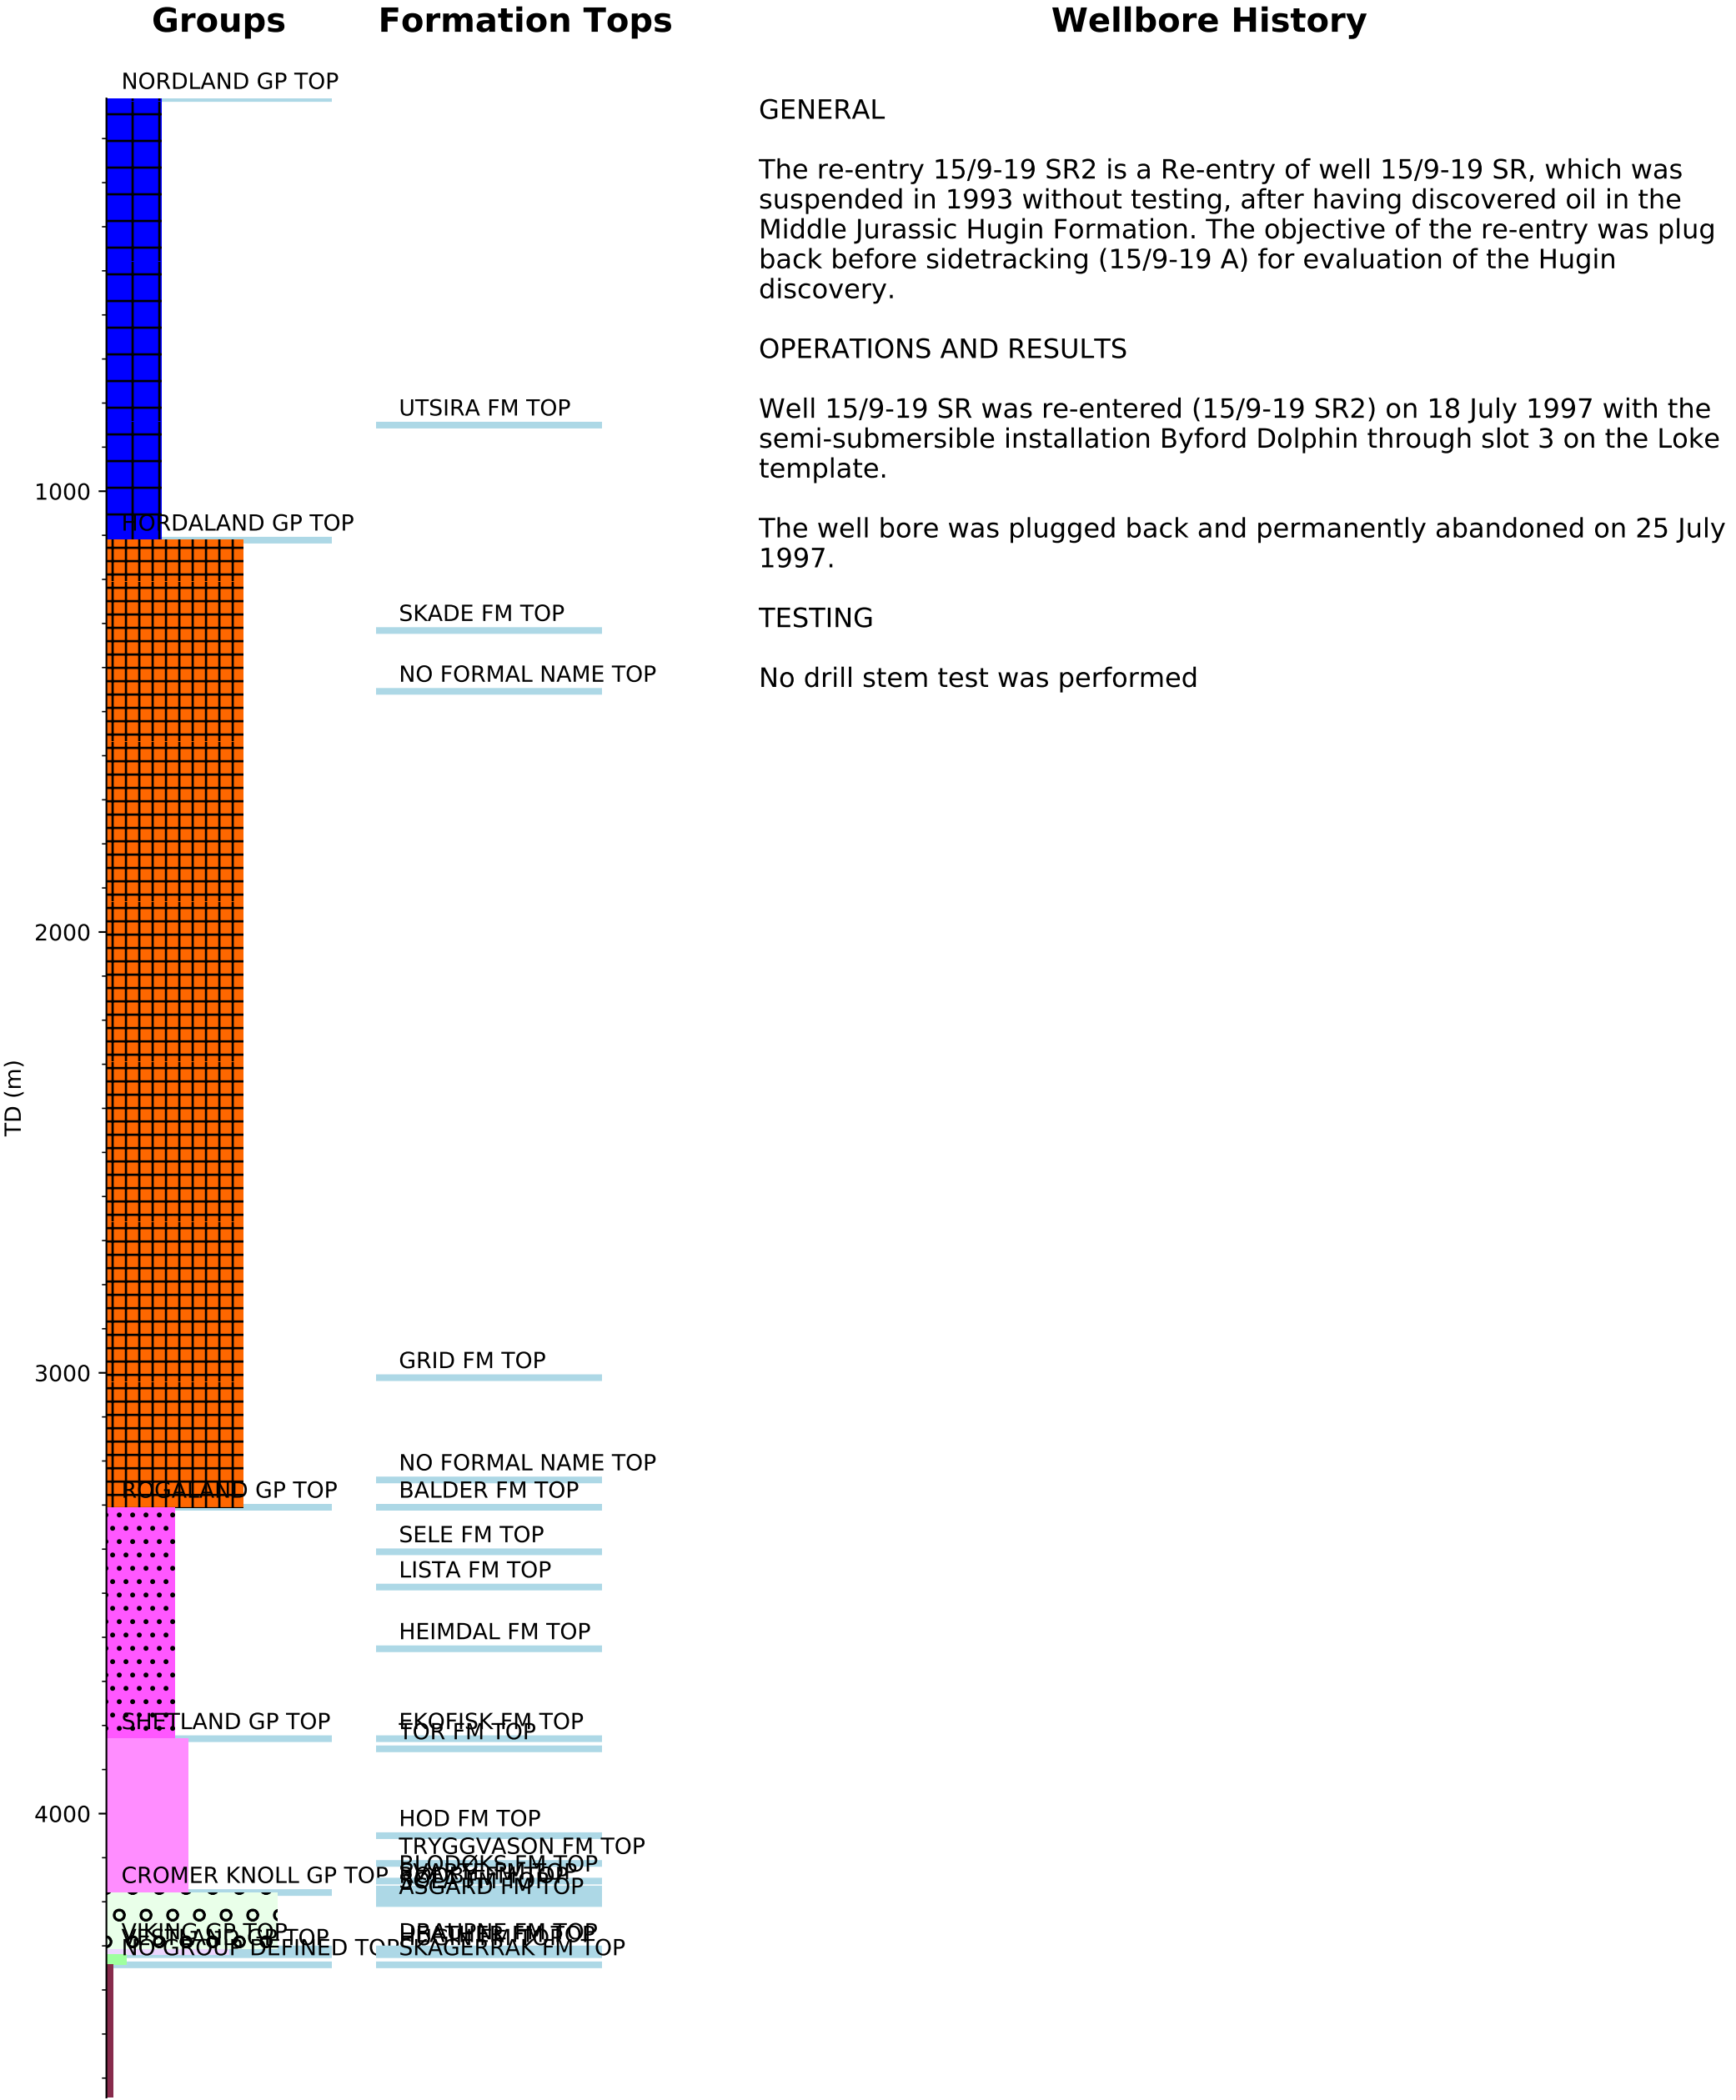 Groups
Formation Tops
Wellbore History
NORDLAND GP TOP
GENERAL
The re-entry 15/9-19 SR2 is a Re-entry of well 15/9-19 SR, which was
suspended in 1993 without testing, after having discovered oil in the
Middle Jurassic Hugin Formation. The objective of the re-entry was plug
back before sidetracking (15/9-19 A) for evaluation of the Hugin
discovery.
OPERATIONS AND RESULTS
Well 15/9-19 SR was re-entered (15/9-19 SR2) on 18 July 1997 with the
semi-submersible installation Byford Dolphin through slot 3 on the Loke
template.
The well bore was plugged back and permanently abandoned on 25 July
1997.
TESTING
No drill stem test was performed
UTSIRA FM TOP
1000
HORDALAND GP TOP
SKADE FM TOP
NO FORMAL NAME TOP
2000
TD (m)
3000
GRID FM TOP
NO FORMAL NAME TOP
ROGALAND GP TOP
BALDER FM TOP
SELE FM TOP
LISTA FM TOP
HEIMDAL FM TOP
SHETLAND GP TOP
EKOFISK FM TOP
TOR FM TOP
4000
HOD FM TOP
TRYGGVASON FM TOP
BLODØKS FM TOP
CROMER KNOLL GP TOP
ÅSGARD FM TOP
VIKING GP TOP
VESTLAND GP TOP
NO GROUP DEFINED TOP
DRAUPNE FM TOP
SKAGERRAK FM TOP